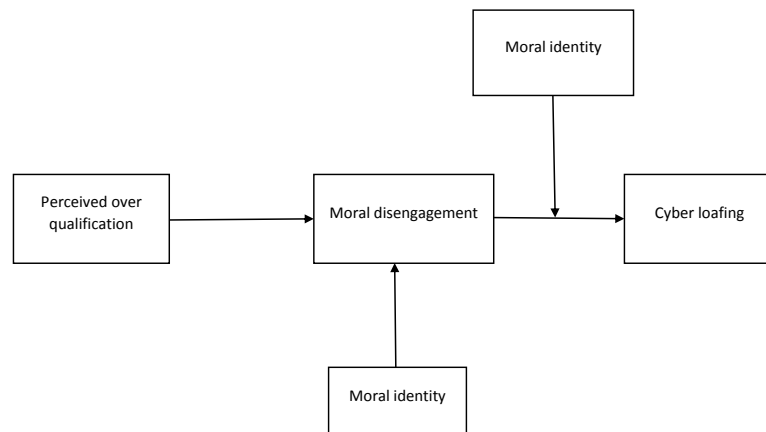 Moral identity
Perceived over
qualification
Moral disengagement
Cyber loafing
Moral identity